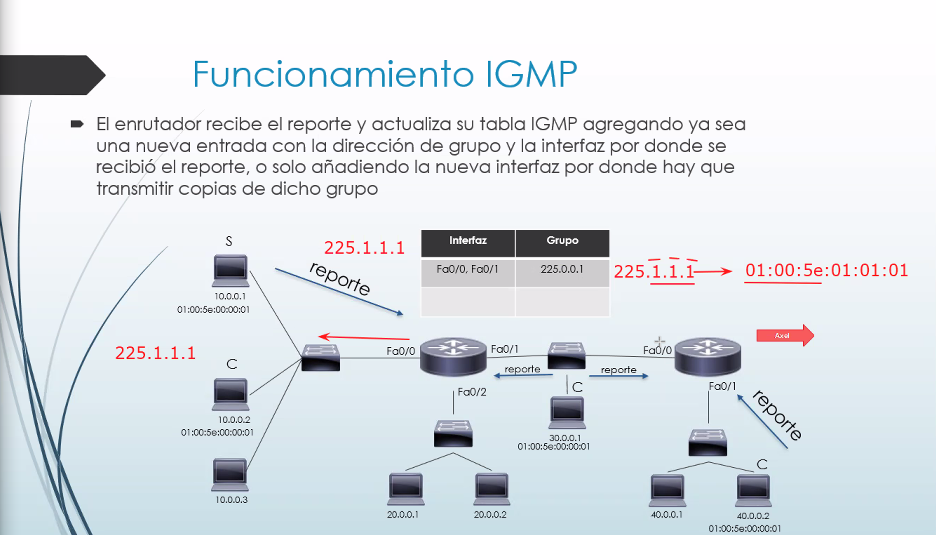 Funcionamiento IGMP
El enrutador recibe el reporte y actualiza su tabla IGMP agregando ya sea
una nueva entrada con la dirección de grupo y la interfaz por donde se
recibió el reporte, o solo añadiendo la nueva interfaz por donde hay que
transmitir copias de dicho grupo
S
225.1.1.1
Interfaz Grupo
Fa0/0, Fa0/1 225.0.0.1
225.1.1.1
01:00:5e:01:01:01
reporte
10.0.0.1
01:00:5e:00:00:01
Axel
225.1.1.1
Fa0/0
Fa0/1
Fa0/0
C
reporte
reporte
Fa0/2
C
Fa0/1
reporte
10.0.0.2
01:00:5e:00:00:01
30.0.0.1
01:00:5e:00:00:01
C
10.0.0.3
20.0.0.1
20.0.0.2
40.0.0.1
40.0.0.2
01:00:5e:00:00:01